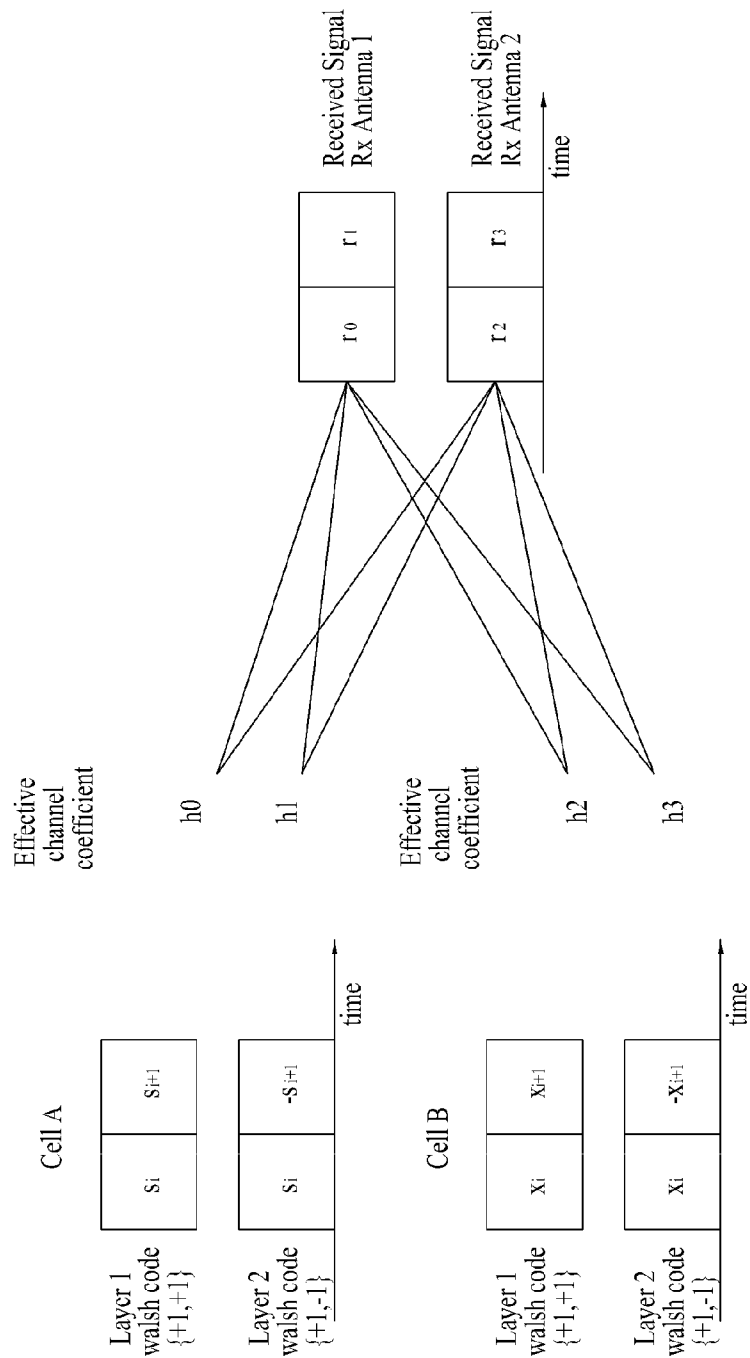 Cell A
Layer 1
walsh code
{+1,+1}
si
si+1
Layer 2
walsh code
{+1,-1}
si
-si+1
time
Cell B
Layer 1
walsh code
{+1,+1}
xi
xi+1
Layer 2
walsh code
{+1,-1}
xi
-xi+1
time
Effective
channel
coefficient
h0
h1
Effective
channel
coefficient
h2
h3
r0
r1
Received Signal
Rx Antenna 1
r2
r3
Received Signal
Rx Antenna 2
time